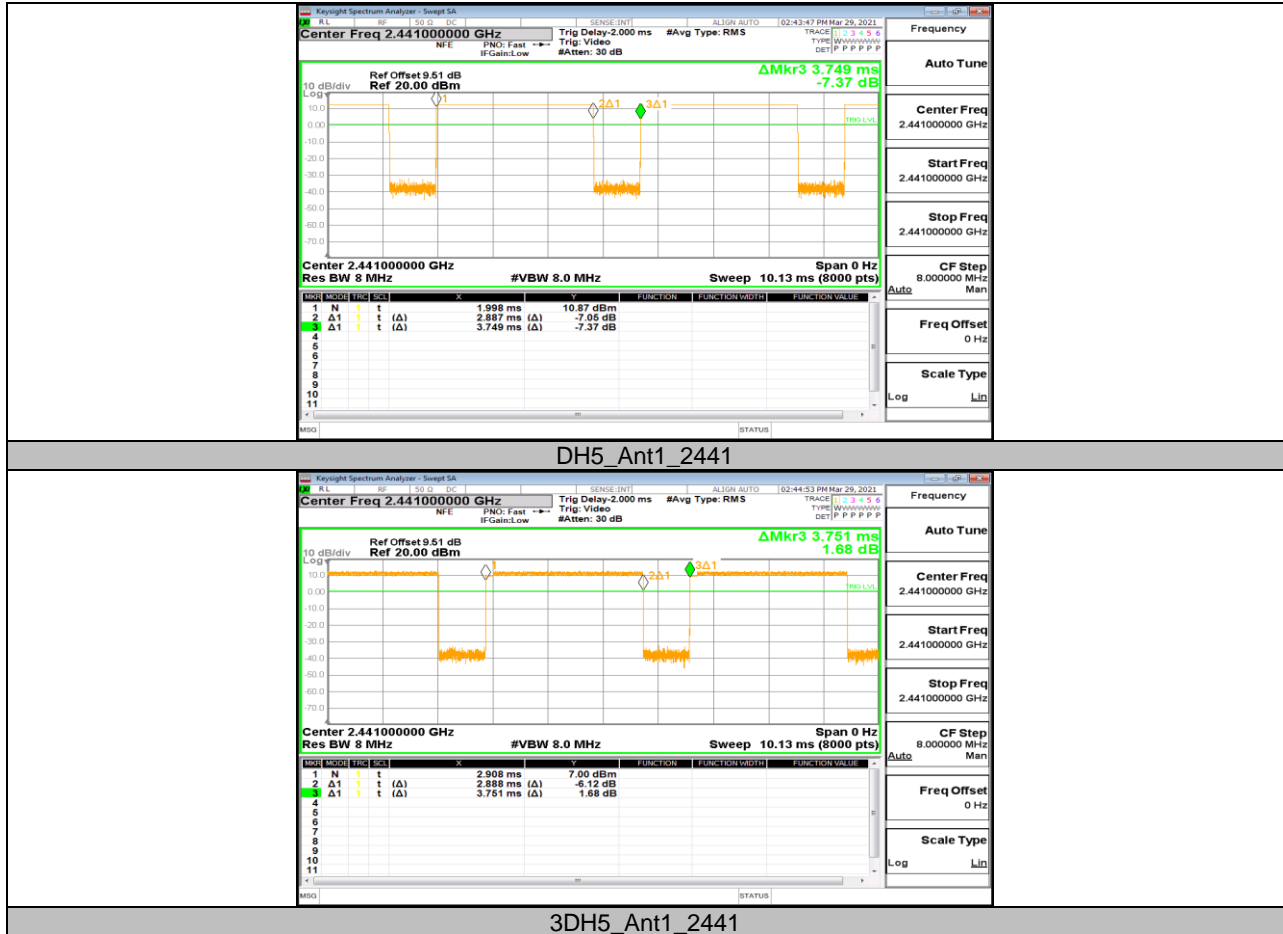 Keysight Spectrum Analyzer - Swept SA
RL RF 50 Ω DC SENSE:INT ALIGN AUTO 02:43:47 PM Mar 29, 2021
Center Freq 2.441000000 GHz Trig Delay-2.000 ms #Avg Type: RMS TRACE 1 2 3 4 5 6
NFE PNO: Fast Trig: Video TYPE WWWWWW
IFGain:Low #Atten: 30 dB DET P P P P P P
Frequency
Auto Tune
Ref Offset 9.51 dB ΔMkr3 3.749 ms
10 dB/div Ref 20.00 dBm -7.37 dB
Log
1 2Δ1 3Δ1
10.0
0.00 TRIG LVL
-10.0
-20.0
-30.0
-40.0
-50.0
-60.0
-70.0
Center Freq
2.441000000 GHz
Start Freq
2.441000000 GHz
Stop Freq
2.441000000 GHz
Center 2.441000000 GHz Span 0 Hz
Res BW 8 MHz #VBW 8.0 MHz Sweep 10.13 ms (8000 pts)
CF Step
8.000000 MHz
Auto Man
MKR MODE TRC SCL X Y FUNCTION FUNCTION WIDTH FUNCTION VALUE
1 N 1 t 1.998 ms 10.87 dBm
2 Δ1 1 t (Δ) 2.887 ms (Δ) -7.05 dB
3 Δ1 1 t (Δ) 3.749 ms (Δ) -7.37 dB
4
5
6
7
8
9
10
11
Freq Offset
0 Hz
Scale Type
Log Lin
MSG STATUS
DH5_Ant1_2441
Keysight Spectrum Analyzer - Swept SA
RL RF 50 Ω DC SENSE:INT ALIGN AUTO 02:44:53 PM Mar 29, 2021
Center Freq 2.441000000 GHz Trig Delay-2.000 ms #Avg Type: RMS TRACE 1 2 3 4 5 6
NFE PNO: Fast Trig: Video TYPE WWWWWW
IFGain:Low #Atten: 30 dB DET P P P P P P
Frequency
Auto Tune
Ref Offset 9.51 dB ΔMkr3 3.751 ms
10 dB/div Ref 20.00 dBm 1.68 dB
Log
1 2Δ1 3Δ1
10.0
0.00 TRIG LVL
-10.0
-20.0
-30.0
-40.0
-50.0
-60.0
-70.0
Center Freq
2.441000000 GHz
Start Freq
2.441000000 GHz
Stop Freq
2.441000000 GHz
Center 2.441000000 GHz Span 0 Hz
Res BW 8 MHz #VBW 8.0 MHz Sweep 10.13 ms (8000 pts)
CF Step
8.000000 MHz
Auto Man
MKR MODE TRC SCL X Y FUNCTION FUNCTION WIDTH FUNCTION VALUE
1 N 1 t 2.908 ms 7.00 dBm
2 Δ1 1 t (Δ) 2.888 ms (Δ) -6.12 dB
3 Δ1 1 t (Δ) 3.751 ms (Δ) 1.68 dB
4
5
6
7
8
9
10
11
Freq Offset
0 Hz
Scale Type
Log Lin
MSG STATUS
3DH5_Ant1_2441